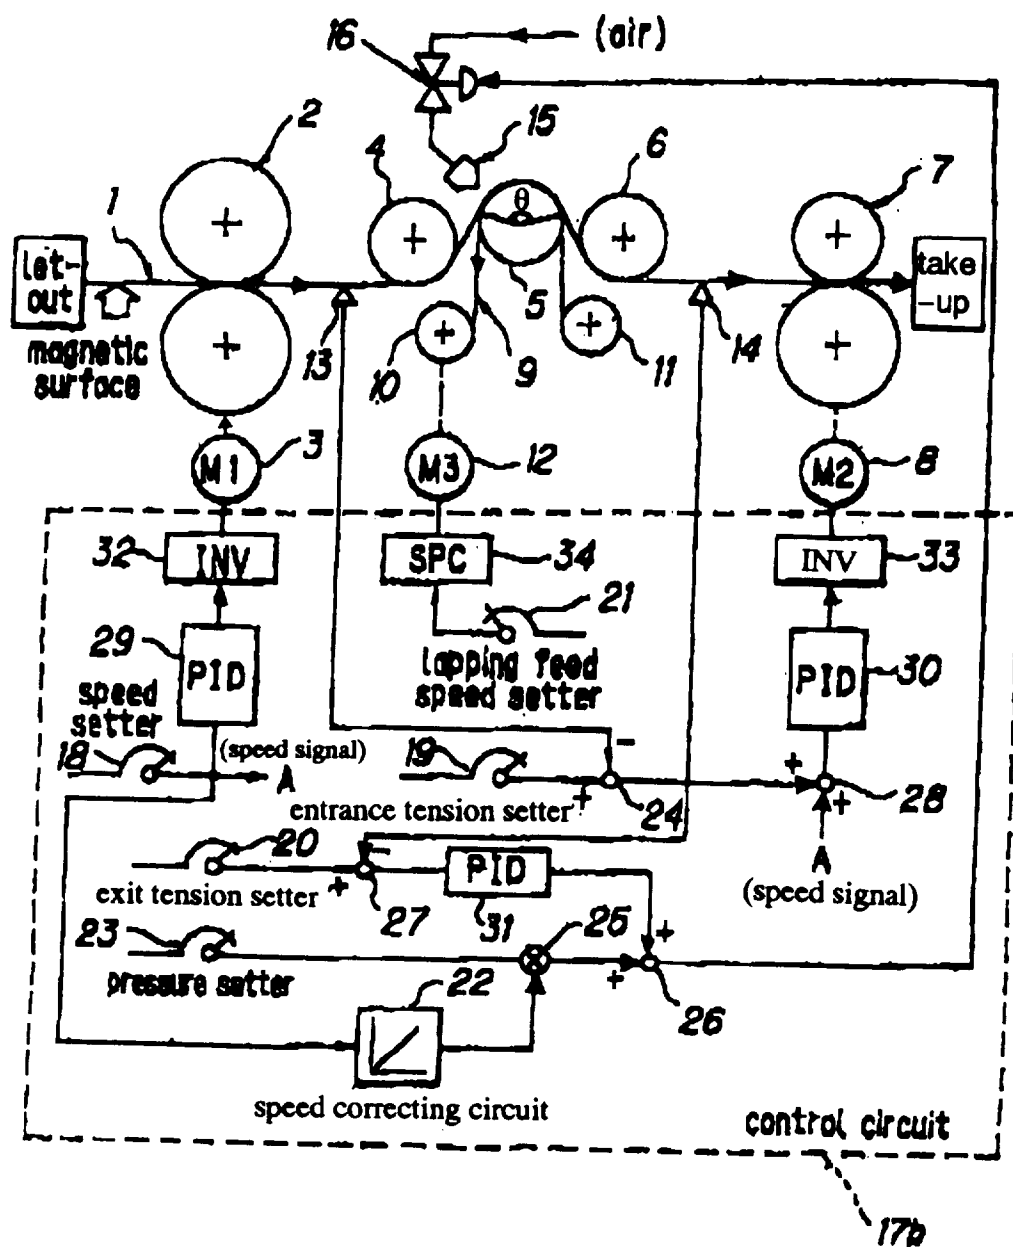 16
(air)
2
15
4
6
7
1
θ
let-
out
take
-up
5
13
14
10
9
11
magnetic
surface
M1
3
M3
12
M2
8
32
INV
SPC
34
INV
33
21
29
PID
lapping feed
speed setter
PID
30
speed
setter
18
(speed signal)
A
19
-
+
entrance tension setter
24
+
+
28
20
-
PID
A
(speed signal)
exit tension setter
+
27
31
25
+
23
pressure setter
22
+
26
speed correcting circuit
control circuit
17b